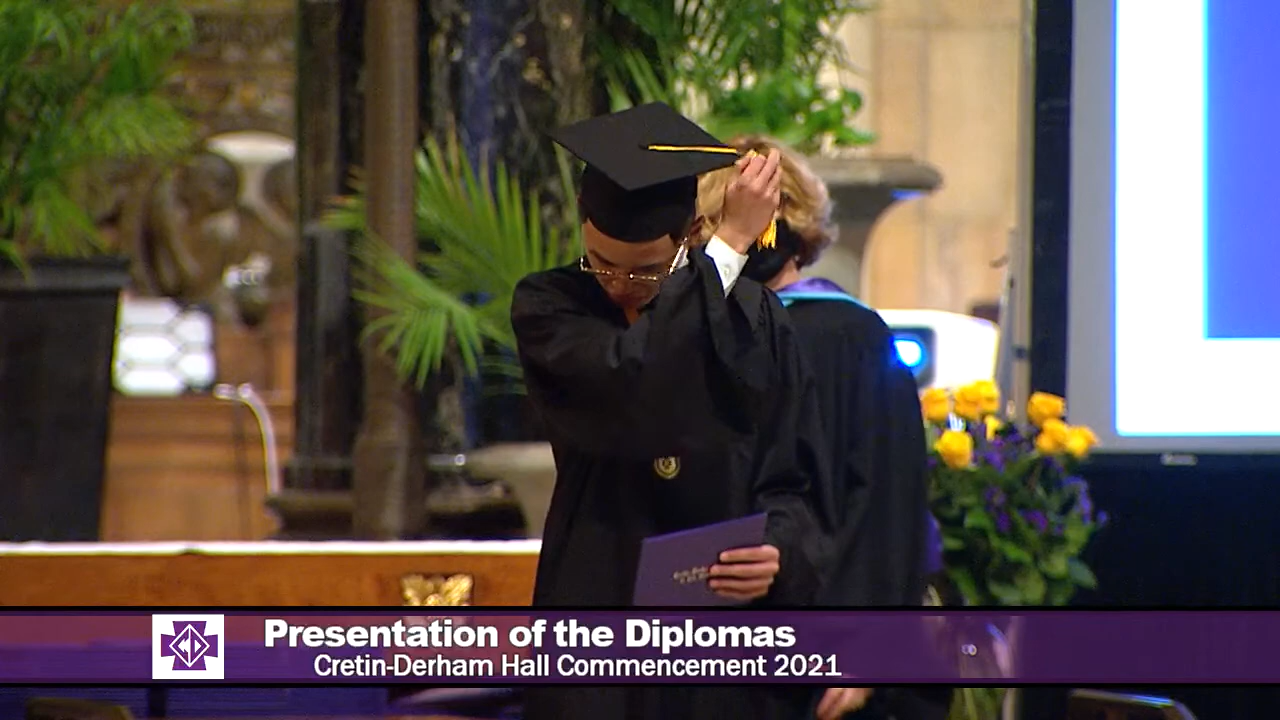 Presentation of the Diplomas
Cretin-Derham Hall Commencement 2021